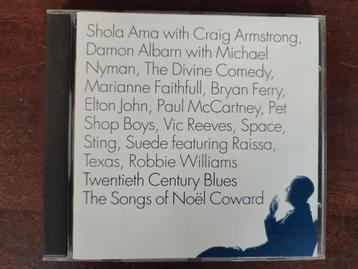 Shola Ama with Craig Armstrong,
Damon Albarn with Michael
Nyman, The Divine Comedy,
Marianne Faithfull, Bryan Ferry,
Elton John, Paul McCartney, Pet
Shop Boys, Vic Reeves, Space,
Sting, Suede featuring Raissa,
Texas, Robbie Williams
Twentieth Century Blues
The Songs of Noël Coward